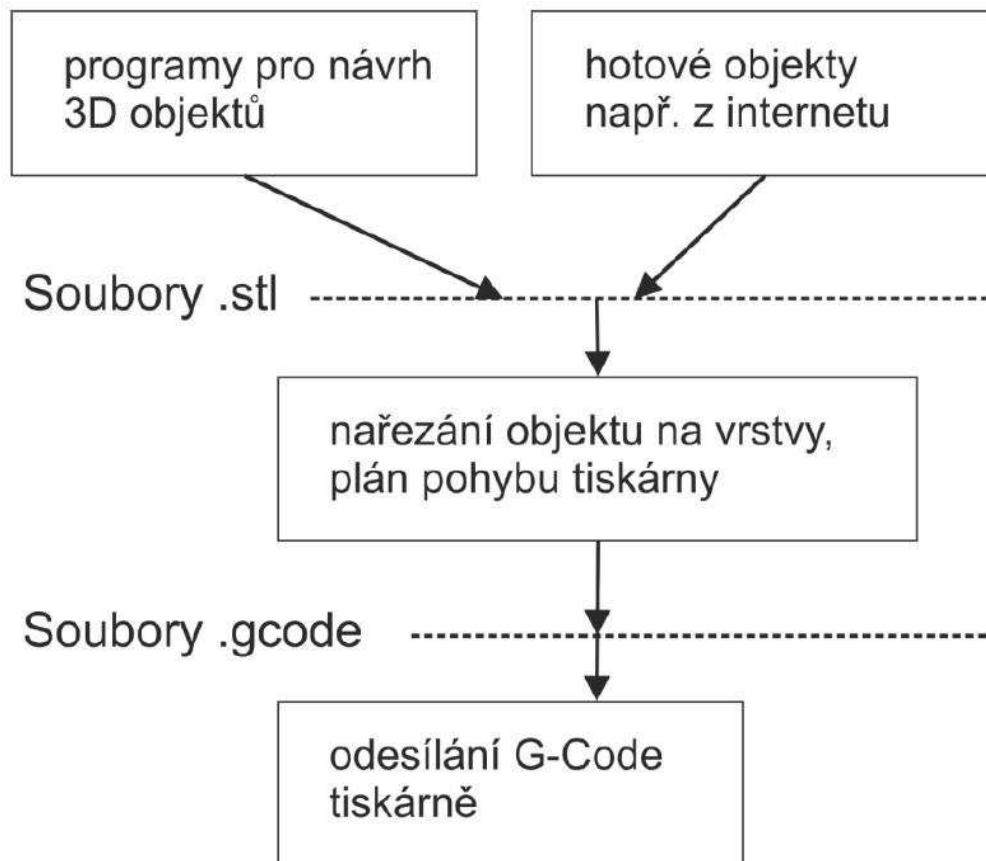 programy pro návrh
3D objektů
hotové objekty
např. z internetu
Soubory .stl
nařezání objektu na vrstvy,
plán pohybu tiskárny
Soubory .gcode
odesílání G-Code
tiskárně